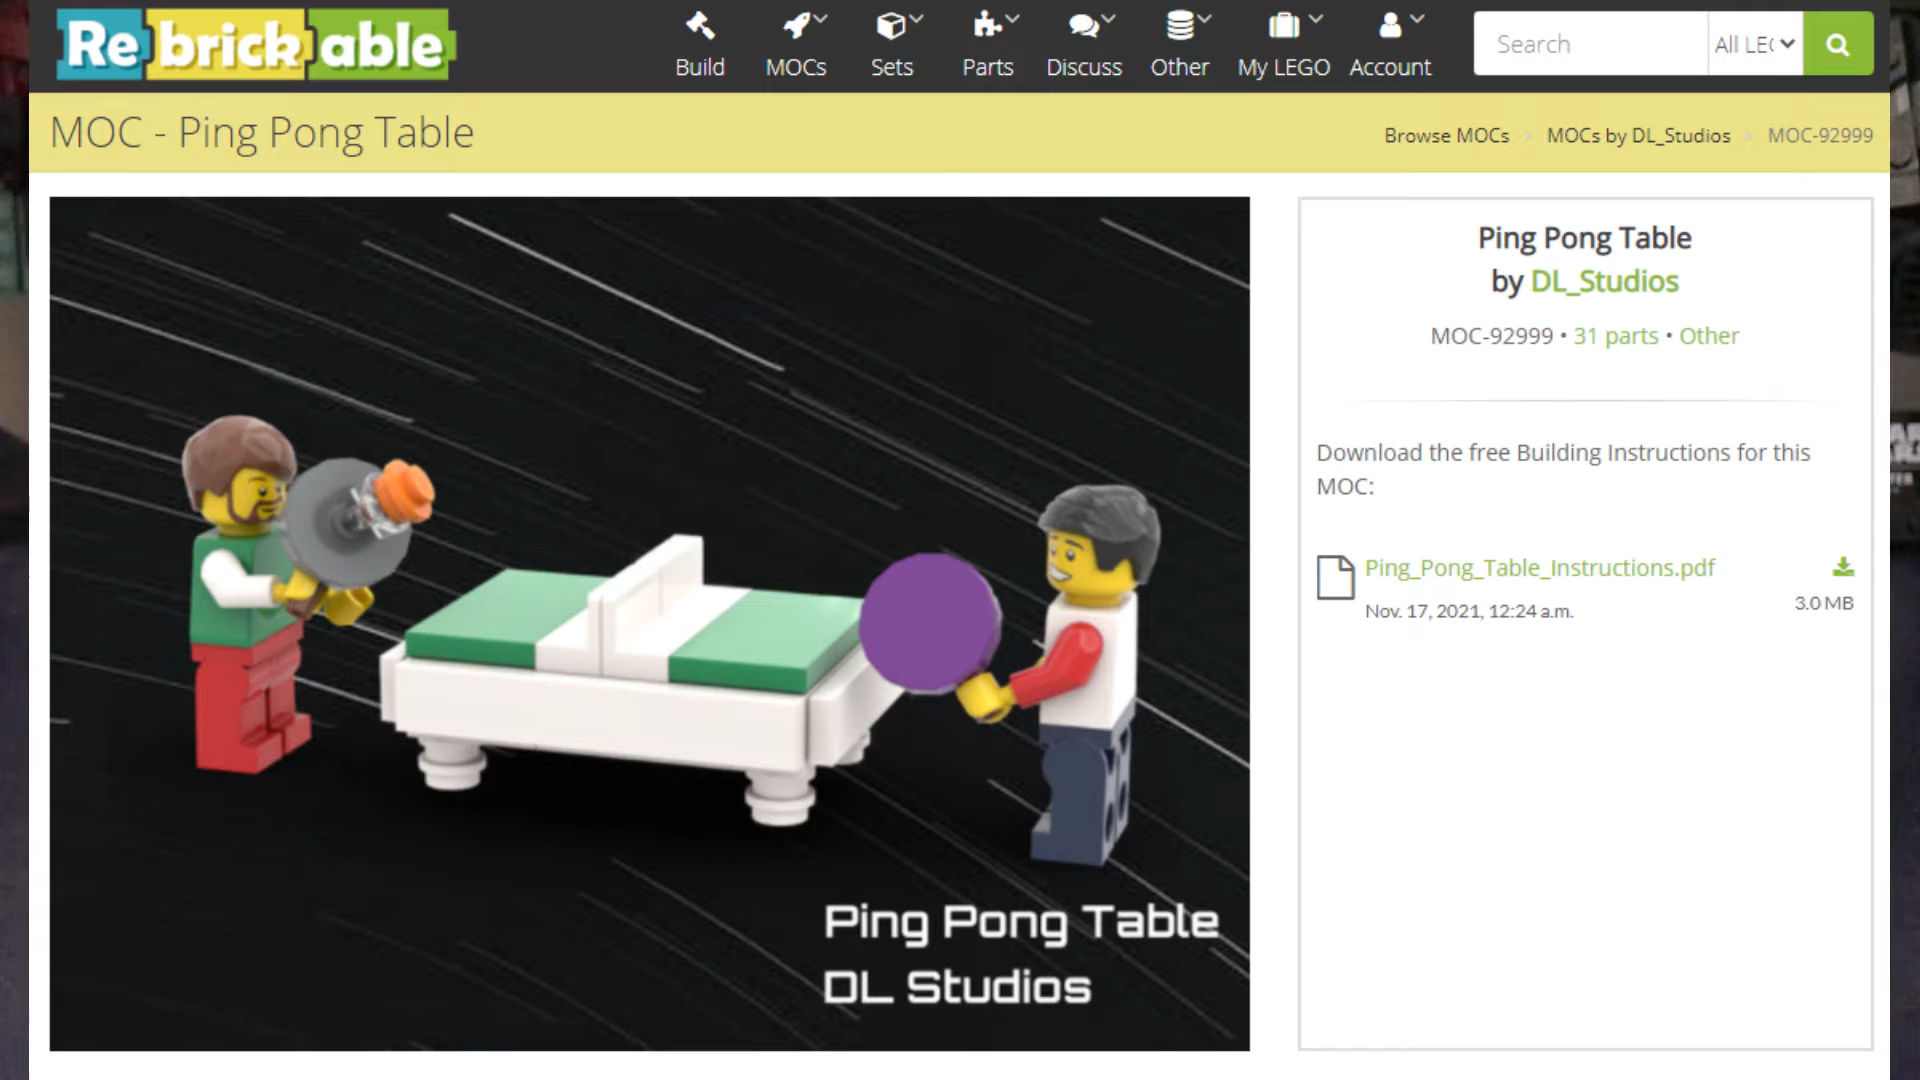 Rebrickable
Build
MOCs
Sets
Parts
Discuss
Other
My LEGO
Account
Search
All LE
MOC - Ping Pong Table
Browse MOCs
MOCs by DL_Studios
MOC-92999
Ping Pong Table
DL Studios
Ping Pong Table
by DL_Studios
MOC-92999 • 31 parts • Other
Download the free Building Instructions for this
MOC:
Ping_Pong_Table_Instructions.pdf
Nov. 17, 2021, 12:24 a.m.
3.0 MB